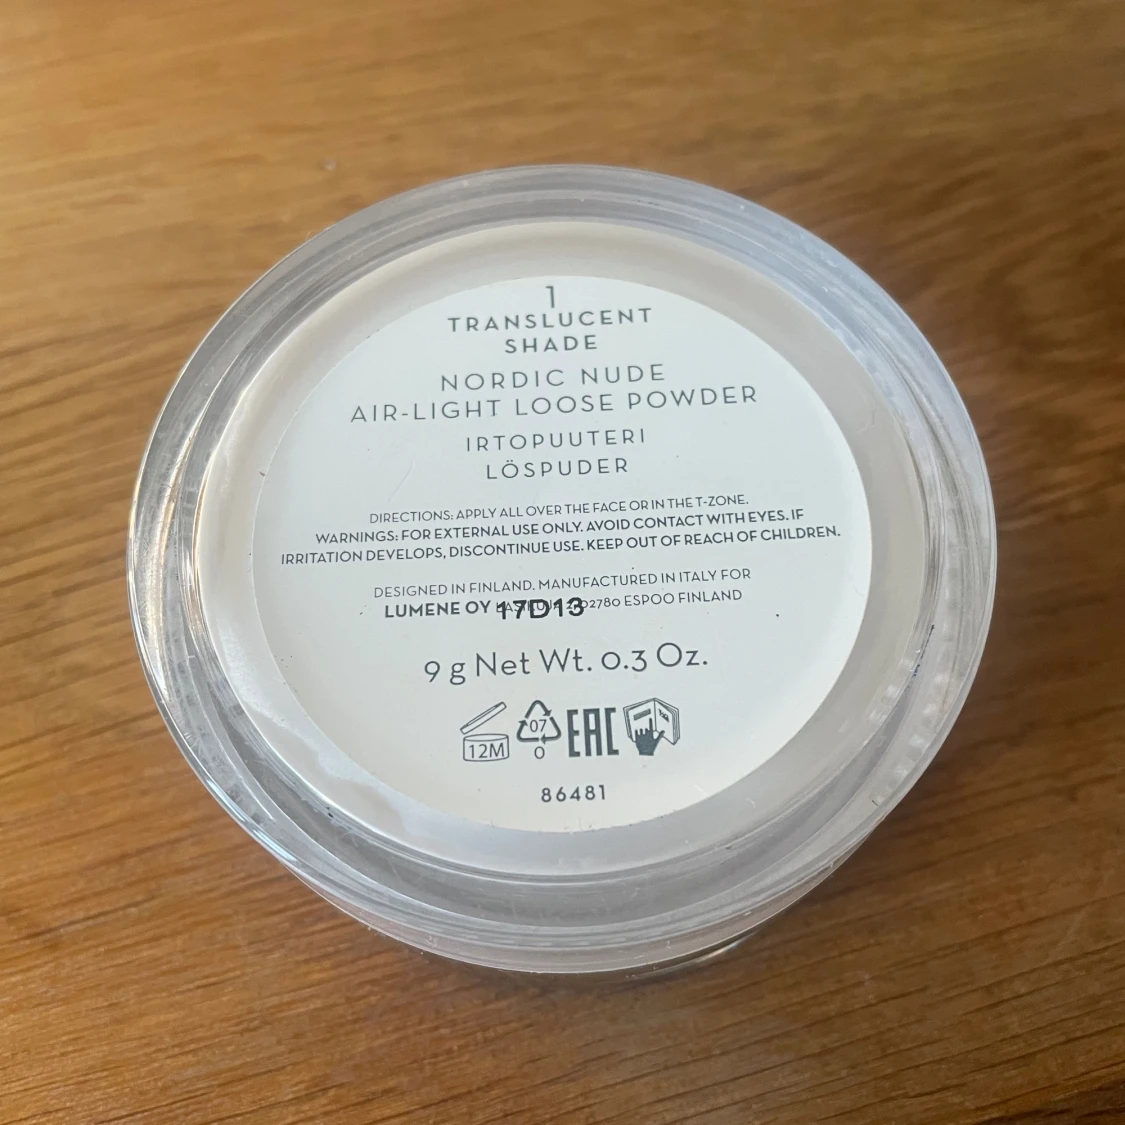 1
TRANSLUCENT
SHADE
NORDIC NUDE
AIR-LIGHT LOOSE POWDER
IRTOPUUTERI
LÖSPUDER
DIRECTIONS: APPLY ALL OVER THE FACE OR IN THE T-ZONE.
WARNINGS: FOR EXTERNAL USE ONLY. AVOID CONTACT WITH EYES. IF
IRRITATION DEVELOPS, DISCONTINUE USE. KEEP OUT OF REACH OF CHILDREN.
DESIGNED IN FINLAND. MANUFACTURED IN ITALY FOR
LUMENE OY 02780 ESPOO FINLAND
17D13
9 g Net Wt. 0.3 Oz.
12M 07 EAC
O
86481